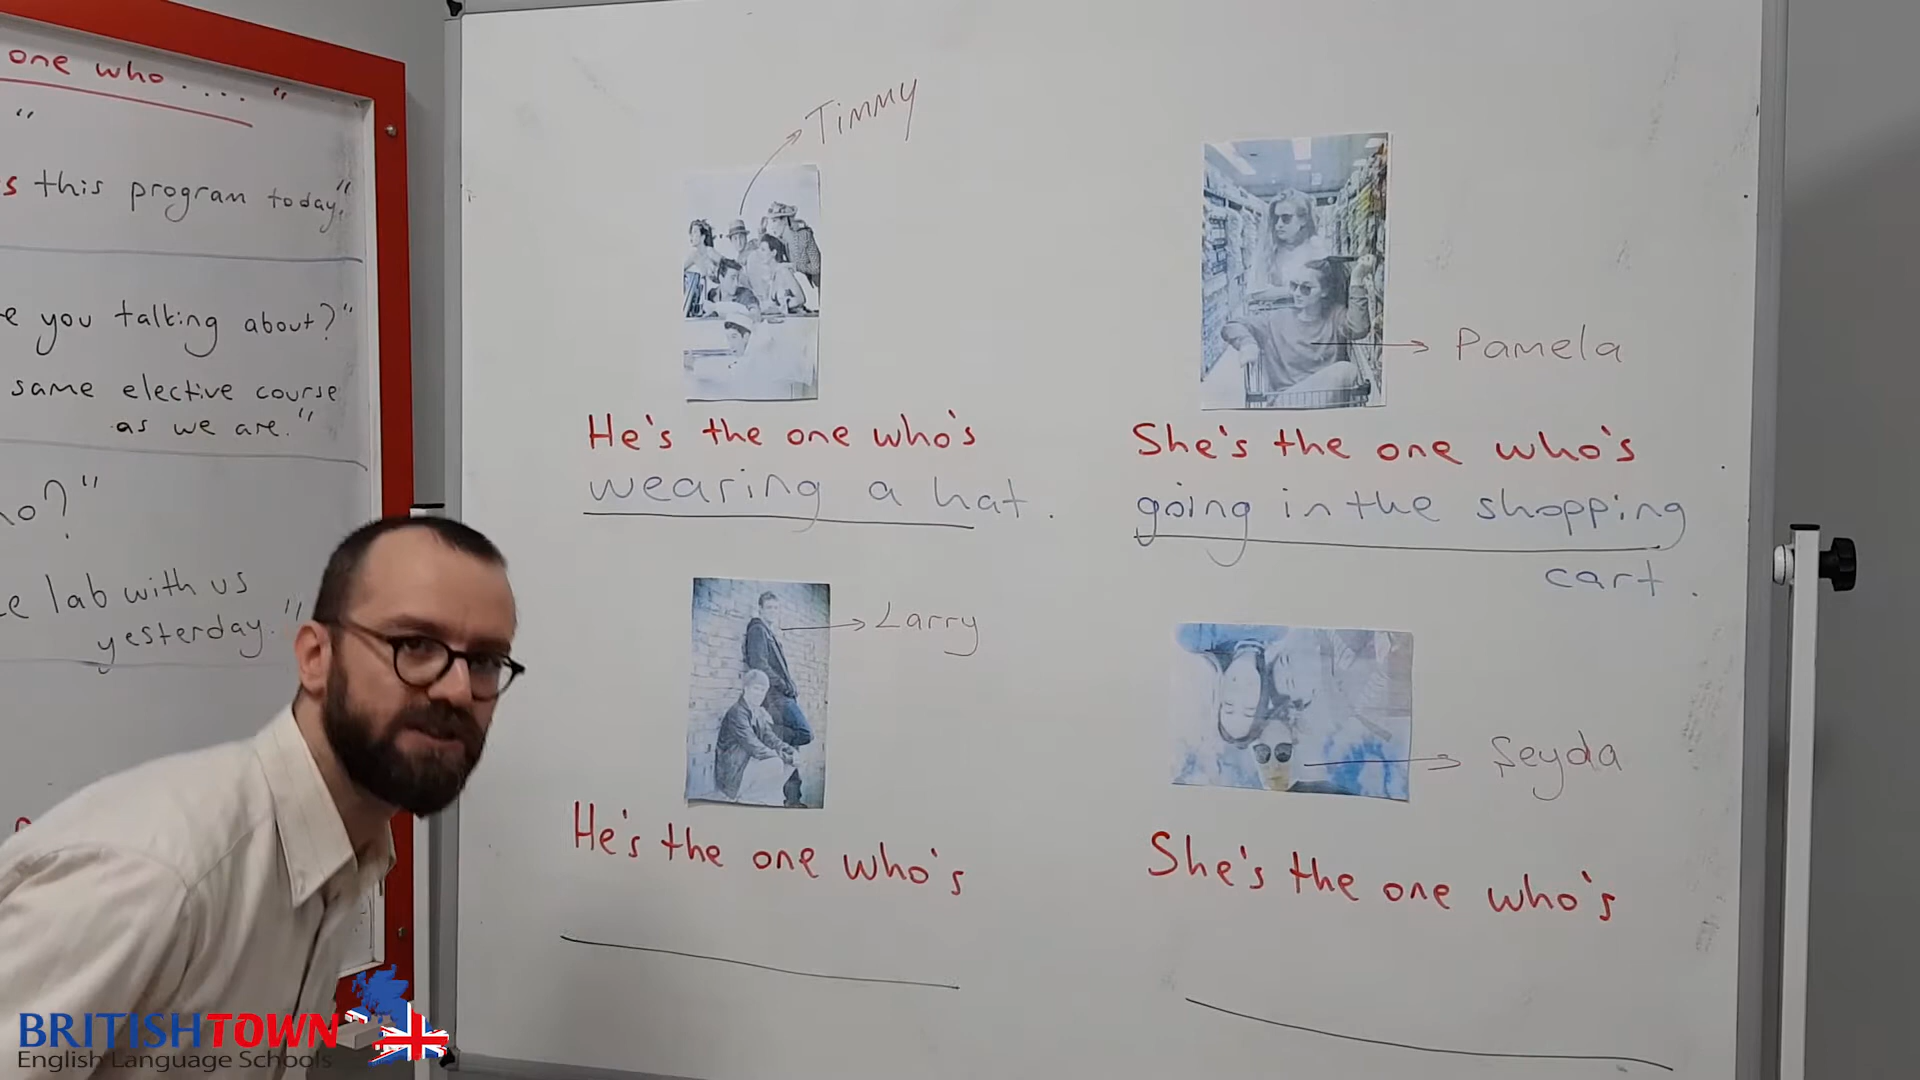 one who . . . . "
"
s this program today."
e you talking about?"
same elective course
as we are."
ho?"
e lab with us
yesterday."
Timmy
He's the one who's
wearing a hat.
Pamela
She's the one who's
going in the shopping
cart.
Larry
He's the one who's
Şeyda
She's the one who's
BRITISHTOWN
English Language Schools